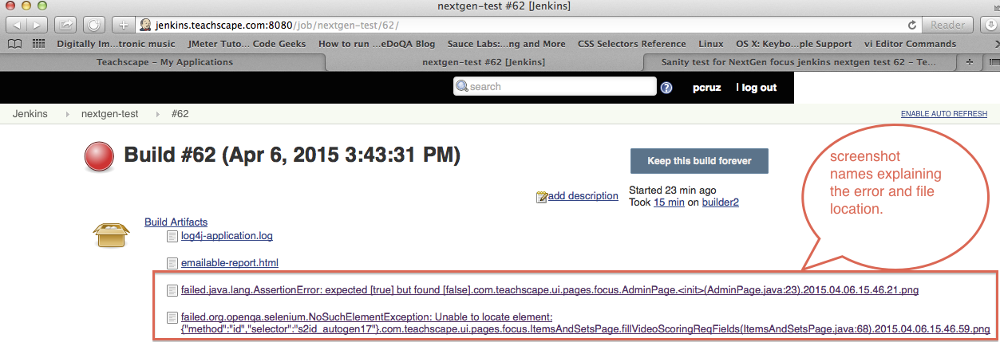 nextgen-test #62 [Jenkins]
jenkins.teachscape.com:8080/job/nextgen-test/62/
Reader
Digitally Im...tronic music
JMeter Tuto... Code Geeks
How to run ...eDoQA Blog
Sauce Labs:...ng and More
CSS Selectors Reference
Linux
OS X: Keybo...ple Support
vi Editor Commands
Teachscape – My Applications
nextgen-test #62 [Jenkins]
Sanity test for NextGen focus jenkins nextgen test 62 – Te...
search
pcruz
| log out
Jenkins
nextgen-test
#62
ENABLE AUTO REFRESH
Build #62 (Apr 6, 2015 3:43:31 PM)
Keep this build forever
add description
Started 23 min ago
Took 15 min on builder2
screenshot
names explaining
the error and file
location.
Build Artifacts
log4j-application.log
emailable-report.html
failed.java.lang.AssertionError: expected [true] but found [false].com.teachscape.ui.pages.focus.AdminPage.<init>(AdminPage.java:23).2015.04.06.15.46.21.png
failed.org.openqa.selenium.NoSuchElementException: Unable to locate element:
{"method":"id","selector":"s2id_autogen17"}.com.teachscape.ui.pages.focus.ItemsAndSetsPage.fillVideoScoringReqFields(ItemsAndSetsPage.java:68).2015.04.06.15.46.59.png